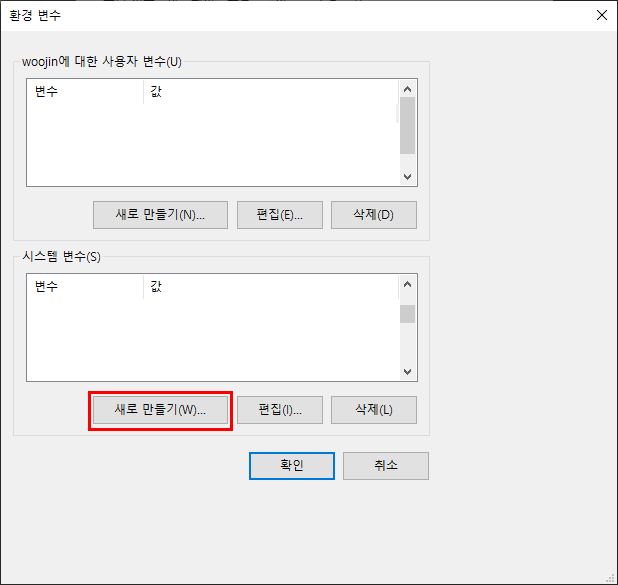 환경 변수
woojin에 대한 사용자 변수(U)
변수 값
새로 만들기(N)... 편집(E)... 삭제(D)
시스템 변수(S)
변수 값
새로 만들기(W)... 편집(I)... 삭제(L)
확인 취소